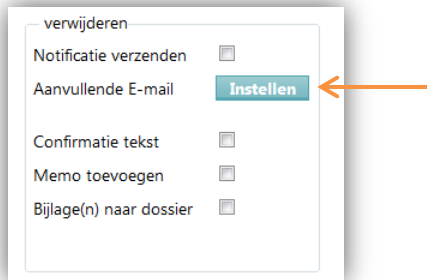 verwijderen
Notificatie verzenden
Aanvullende E-mail Instellen
Confirmatie tekst
Memo toevoegen
Bijlage(n) naar dossier